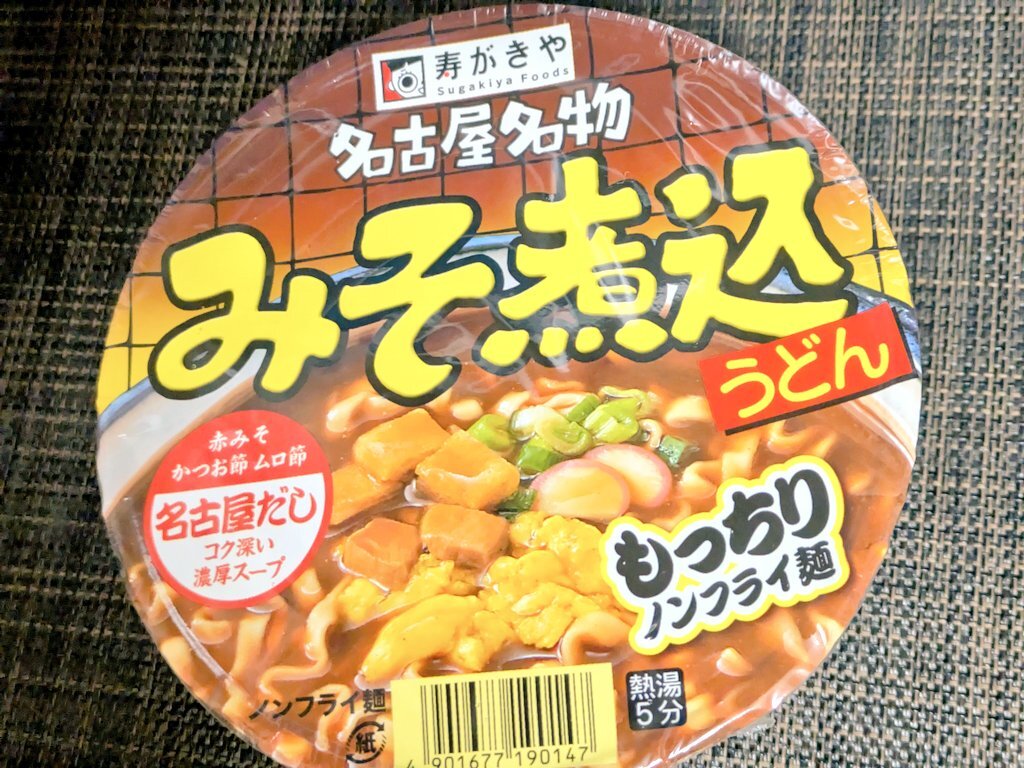 寿がきや
Sugakiya Foods
名古屋名物
みそ煮込
うどん
赤みそ
かつお節 ムロ節
名古屋だし
コク深い
濃厚スープ
もっちり
ノンフライ麺
ノンフライ麺
紙
熱湯
5分
4 901677 190147